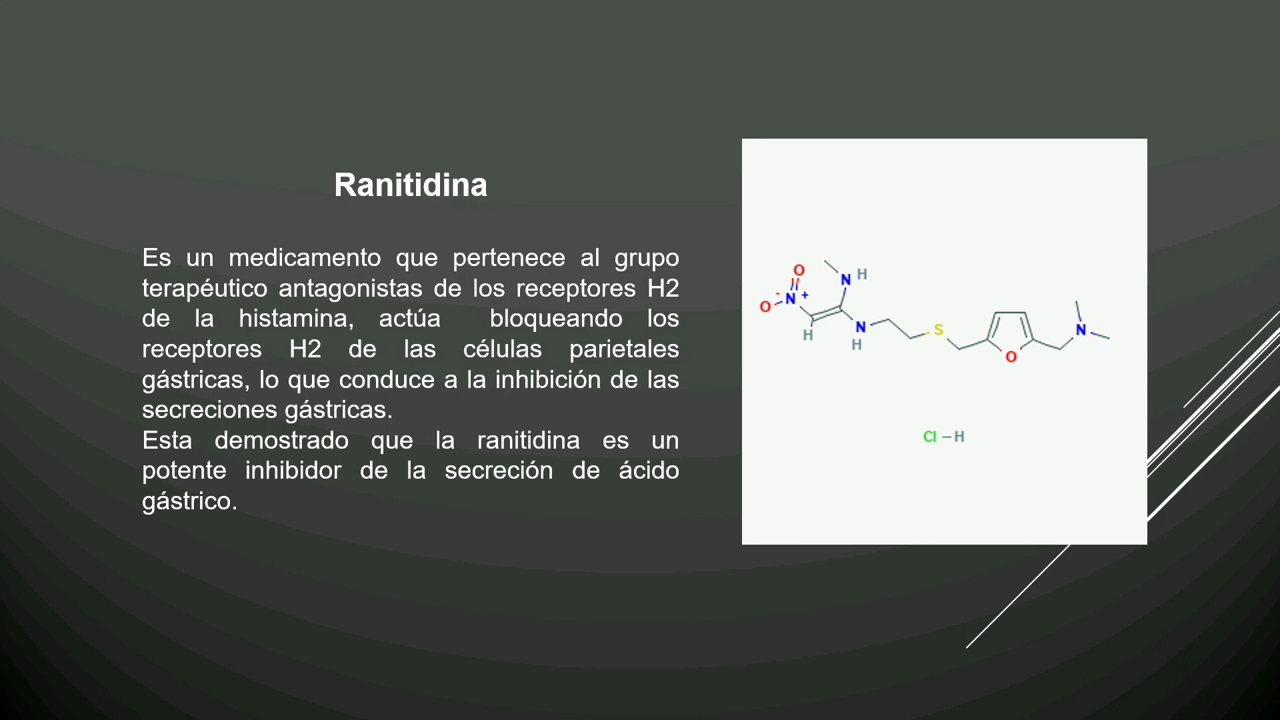 Ranitidina
Es un medicamento que pertenece al grupo
terapéutico antagonistas de los receptores H2
de la histamina, actúa bloqueando los
receptores H2 de las células parietales
gástricas, lo que conduce a la inhibición de las
secreciones gástricas.
Esta demostrado que la ranitidina es un
potente inhibidor de la secreción de ácido
gástrico.
O
N H
O - N +
H
N
H
S
O
N
Cl – H